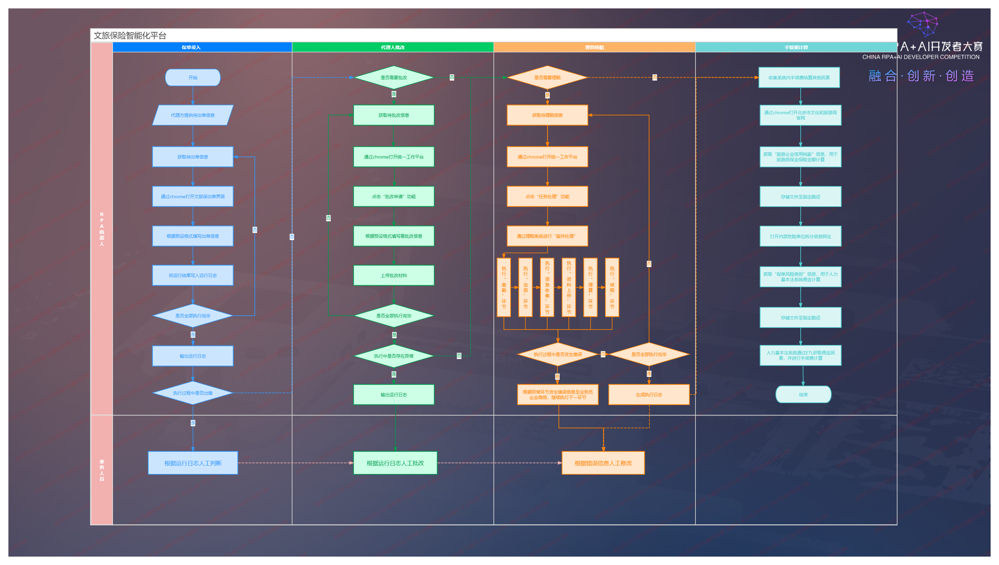 文旅保险智能化平台
保单录入
代理人批改
理算核赔
手续费计算
PA+AI开发者大赛
CHINA RPA+AI DEVELOPER COMPETITION
融合·创新·创造
RPA机器人
开始
代理方提供待出单信息
获取待出单信息
通过chrome打开文旅保出单界面
根据预设格式填写出单信息
否
将运行结果写入运行日志
是否全部执行完毕
是
输出运行日志
执行过程中是否出错
否
是
是否需要批改
否
是
获取待批改信息
通过chrome打开统一工作平台
点击“批改申请”功能
否
根据预设格式填写需批改信息
上传批改材料
是否全部执行完毕
是
执行中是否存在异常
否
是
输出运行日志
是否需要理赔
否
是
获取待理赔信息
通过chrome打开统一工作平台
点击“任务处理”功能
通过理赔系统进行“案件处理”
否
执行“查勘”环节
执行“定损”环节
执行“信息收集”环节
执行“资料上传”环节
执行“理算”环节
执行“核赔”环节
执行过程中是否发生错误
否
是否全部执行完毕
是
是
根据异常环节发生错误信息至业务员
企业微信，继续执行下一环节
生成执行日志
收集系统内手续费结算其他因素
通过chrome打开北京市文化和旅游局
官网
抓取“旅游企业信用档案”信息，用于
旅游质保全保险金额计算
存储文件至指定路径
打开内部危险单位拆分信息网址
抓取“保单风险类别”信息，用于人力
基本法系统佣金计算
存储文件至指定路径
人力基本法系统通过ETL获取佣金因
素，并进行手续费计算
结束
业务人员
根据运行日志人工判断
根据运行日志人工批改
根据错误信息人工修改